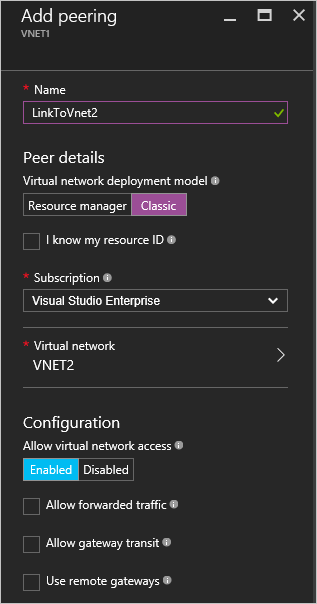 Add peering
VNET1
* Name
LinkToVnet2
Peer details
Virtual network deployment model
Resource manager Classic
I know my resource ID
* Subscription
Visual Studio Enterprise
* Virtual network
VNET2
Configuration
Allow virtual network access
Enabled Disabled
Allow forwarded traffic
Allow gateway transit
Use remote gateways